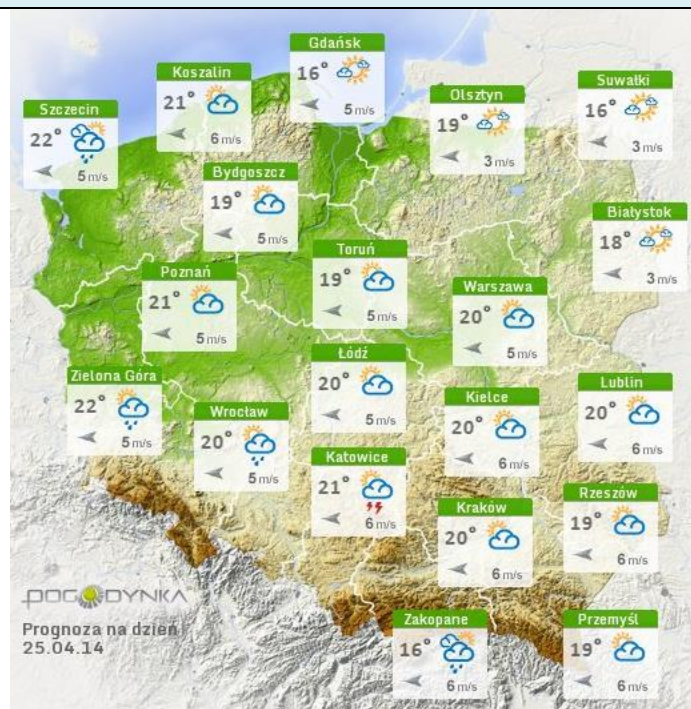 Gdańsk
16°
5 m/s
Koszalin
21°
6 m/s
Suwałki
16°
3 m/s
Olsztyn
19°
3 m/s
Szczecin
22°
5 m/s
Bydgoszcz
19°
5 m/s
Białystok
18°
3 m/s
Toruń
19°
5 m/s
Poznań
21°
5 m/s
Warszawa
20°
5 m/s
Łódź
20°
5 m/s
Zielona Góra
22°
5 m/s
Lublin
20°
6 m/s
Kielce
20°
6 m/s
Wrocław
20°
5 m/s
Katowice
21°
6 m/s
Rzeszów
19°
6 m/s
Kraków
20°
6 m/s
POGODYNKA
Prognoza na dzień
25.04.14
Zakopane
16°
6 m/s
Przemyśl
19°
6 m/s